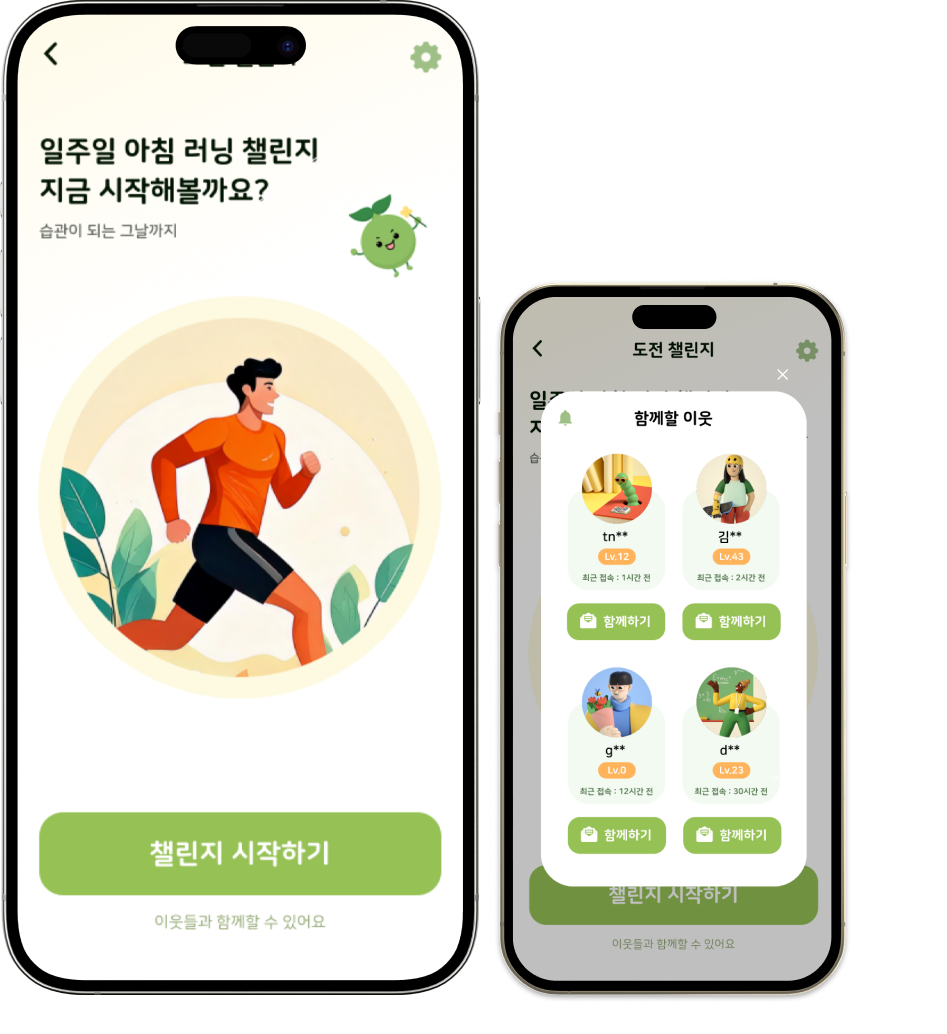 일주일 아침 러닝 챌린지
지금 시작해볼까요?
습관이 되는 그날까지
챌린지 시작하기
이웃들과 함께할 수 있어요
도전 챌린지
함께할 이웃
tn**
Lv.12
최근 접속 : 1시간 전
함께하기
김**
Lv.43
최근 접속 : 2시간 전
함께하기
g**
Lv.0
최근 접속 : 12시간 전
함께하기
d**
Lv.23
최근 접속 : 30시간 전
함께하기
챌린지 시작하기
이웃들과 함께할 수 있어요